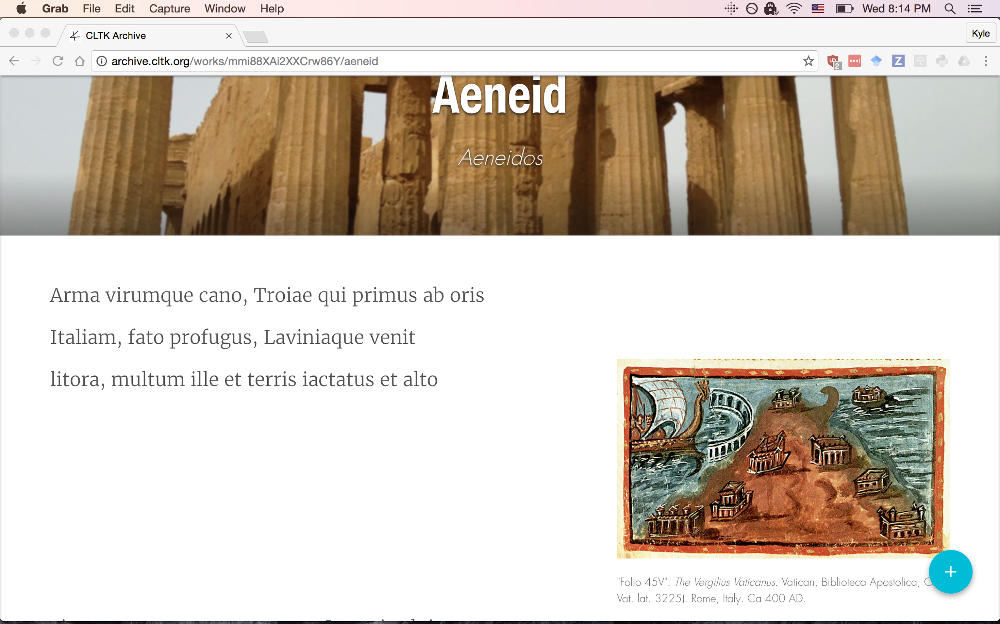 Grab File Edit Capture Window Help Wed 8:14 PM
CLTK Archive Kyle
archive.cltk.org/works/mmi88XAi2XXCrw86Y/aeneid
2
Z
Aeneid
Aeneidos
Arma virumque cano, Troiae qui primus ab oris
Italiam, fato profugus, Laviniaque venit
litora, multum ille et terris iactatus et alto
"Folio 45V". The Vergilius Vaticanus. Vatican, Biblioteca Apostolica,
Vat. lat. 3225). Rome, Italy. Ca 400 AD.